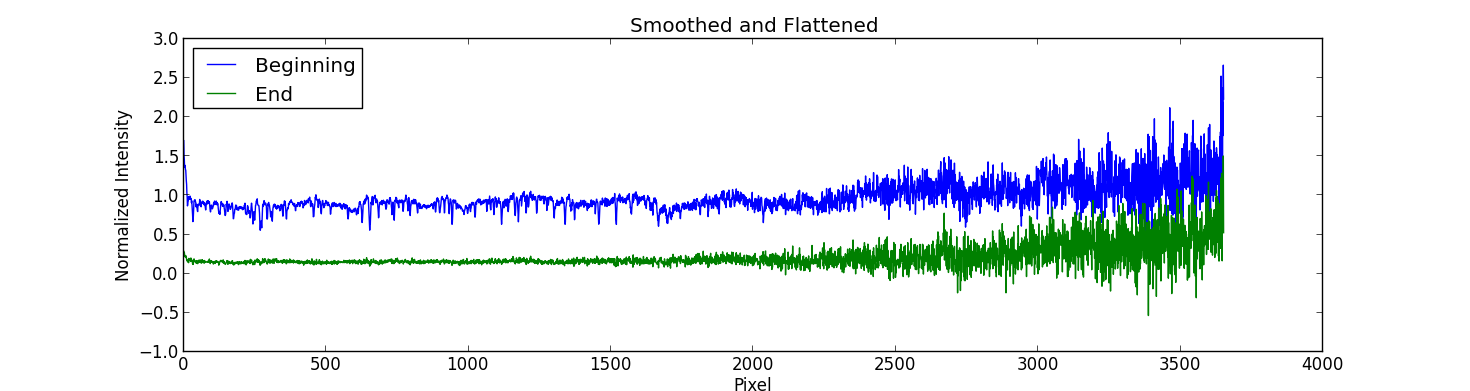 Smoothed and Flattened
3.0
2.5
2.0
1.5
1.0
0.5
0.0
−0.5
−1.0
Normalized Intensity
Beginning
End
0 500 1000 1500 2000 2500 3000 3500 4000
Pixel